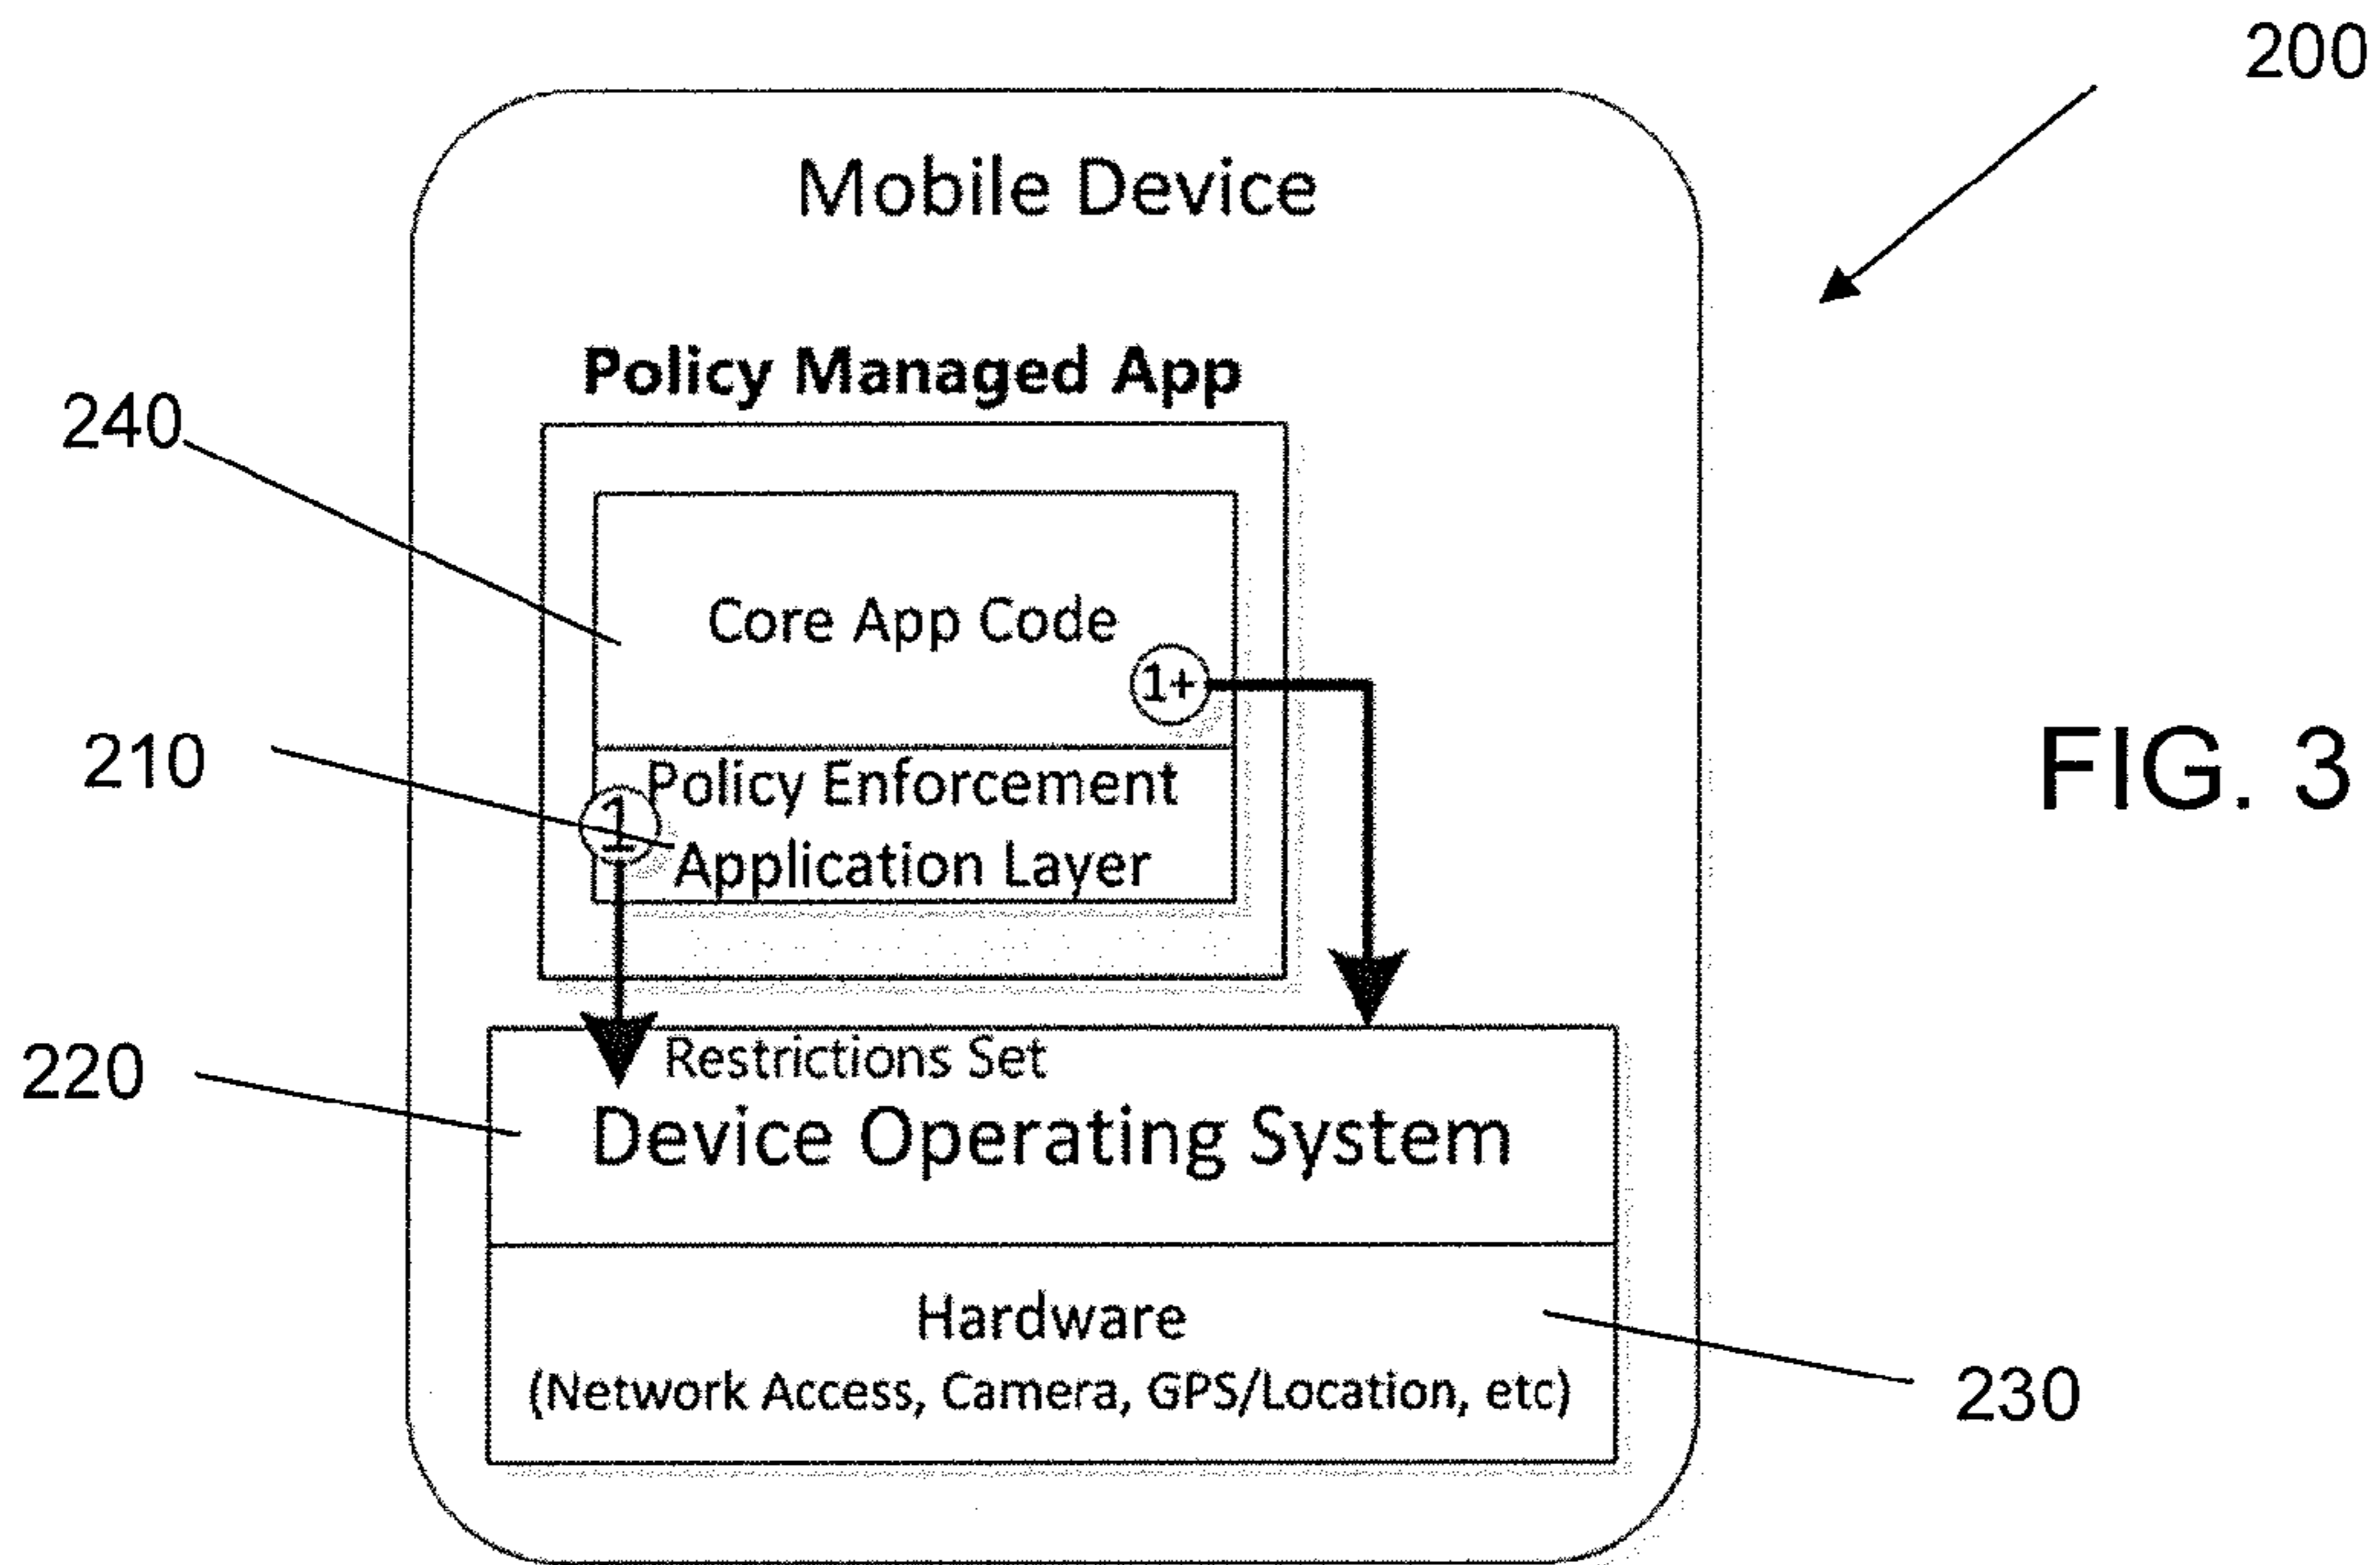 200
Mobile Device
Policy Managed App
240
Core App Code
1+
FIG. 3
210
Policy Enforcement
1
Application Layer
220
Restrictions Set
Device Operating System
Hardware
(Network Access, Camera, GPS/Location, etc)
230